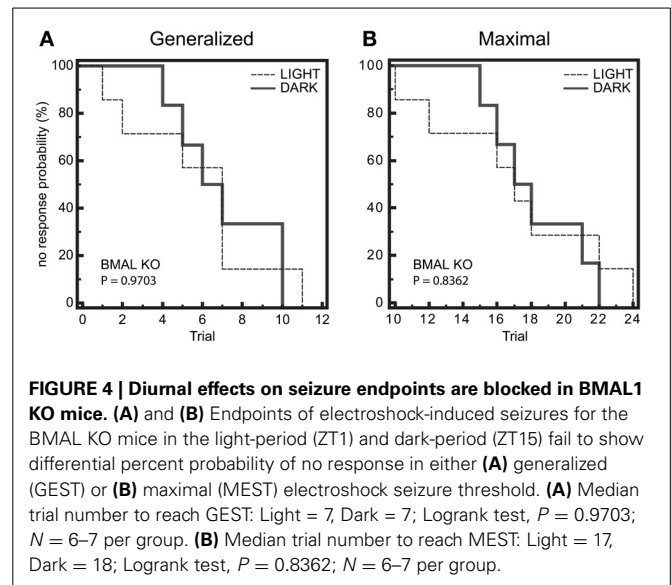 A Generalized
B Maximal
no response probability (%)
100
80
60
40
20
0
LIGHT
DARK
BMAL KO
P = 0.9703
0 2 4 6 8 10 12
Trial
100
80
60
40
20
0
LIGHT
DARK
BMAL KO
P = 0.8362
10 12 14 16 18 20 22 24
Trial
FIGURE 4 | Diurnal effects on seizure endpoints are blocked in BMAL1
KO mice. (A) and (B) Endpoints of electroshock-induced seizures for the
BMAL KO mice in the light-period (ZT1) and dark-period (ZT15) fail to show
differential percent probability of no response in either (A) generalized
(GEST) or (B) maximal (MEST) electroshock seizure threshold. (A) Median
trial number to reach GEST: Light = 7, Dark = 7; Logrank test, P = 0.9703;
N = 6–7 per group. (B) Median trial number to reach MEST: Light = 17,
Dark = 18; Logrank test, P = 0.8362; N = 6–7 per group.